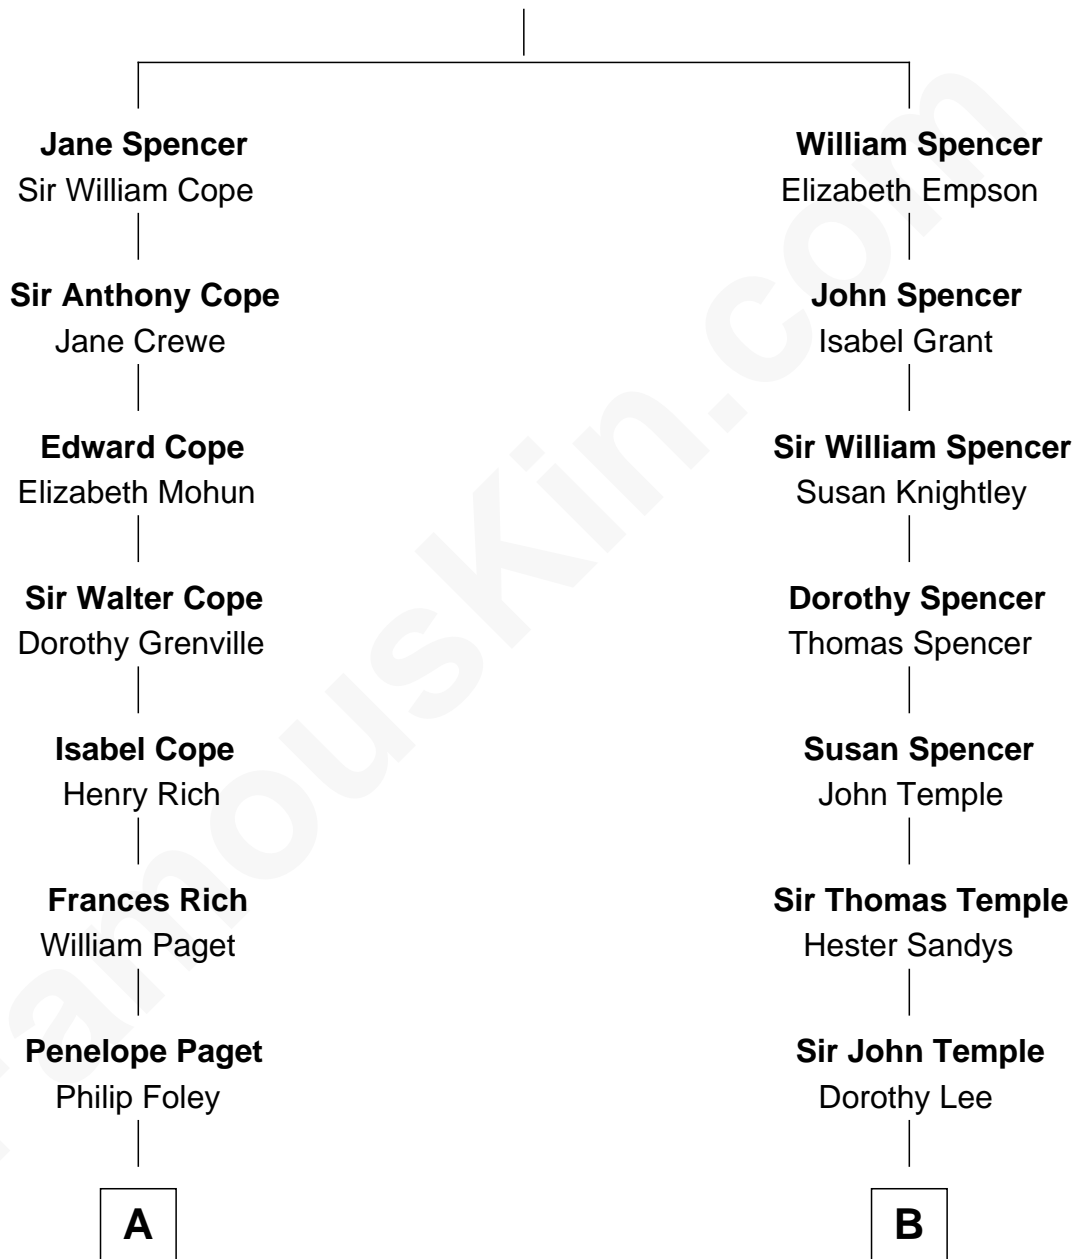 Jane Spencer
Sir William Cope
Sir Anthony Cope
Jane Crewe
Edward Cope
Elizabeth Mohun
Sir Walter Cope
Dorothy Grenville
Isabel Cope
Henry Rich
Frances Rich
William Paget
Penelope Paget
Philip Foley
A
William Spencer
Elizabeth Empson
John Spencer
Isabel Grant
Sir William Spencer
Susan Knightley
Dorothy Spencer
Thomas Spencer
Susan Spencer
John Temple
Sir Thomas Temple
Hester Sandys
Sir John Temple
Dorothy Lee
B
FamousKin.com